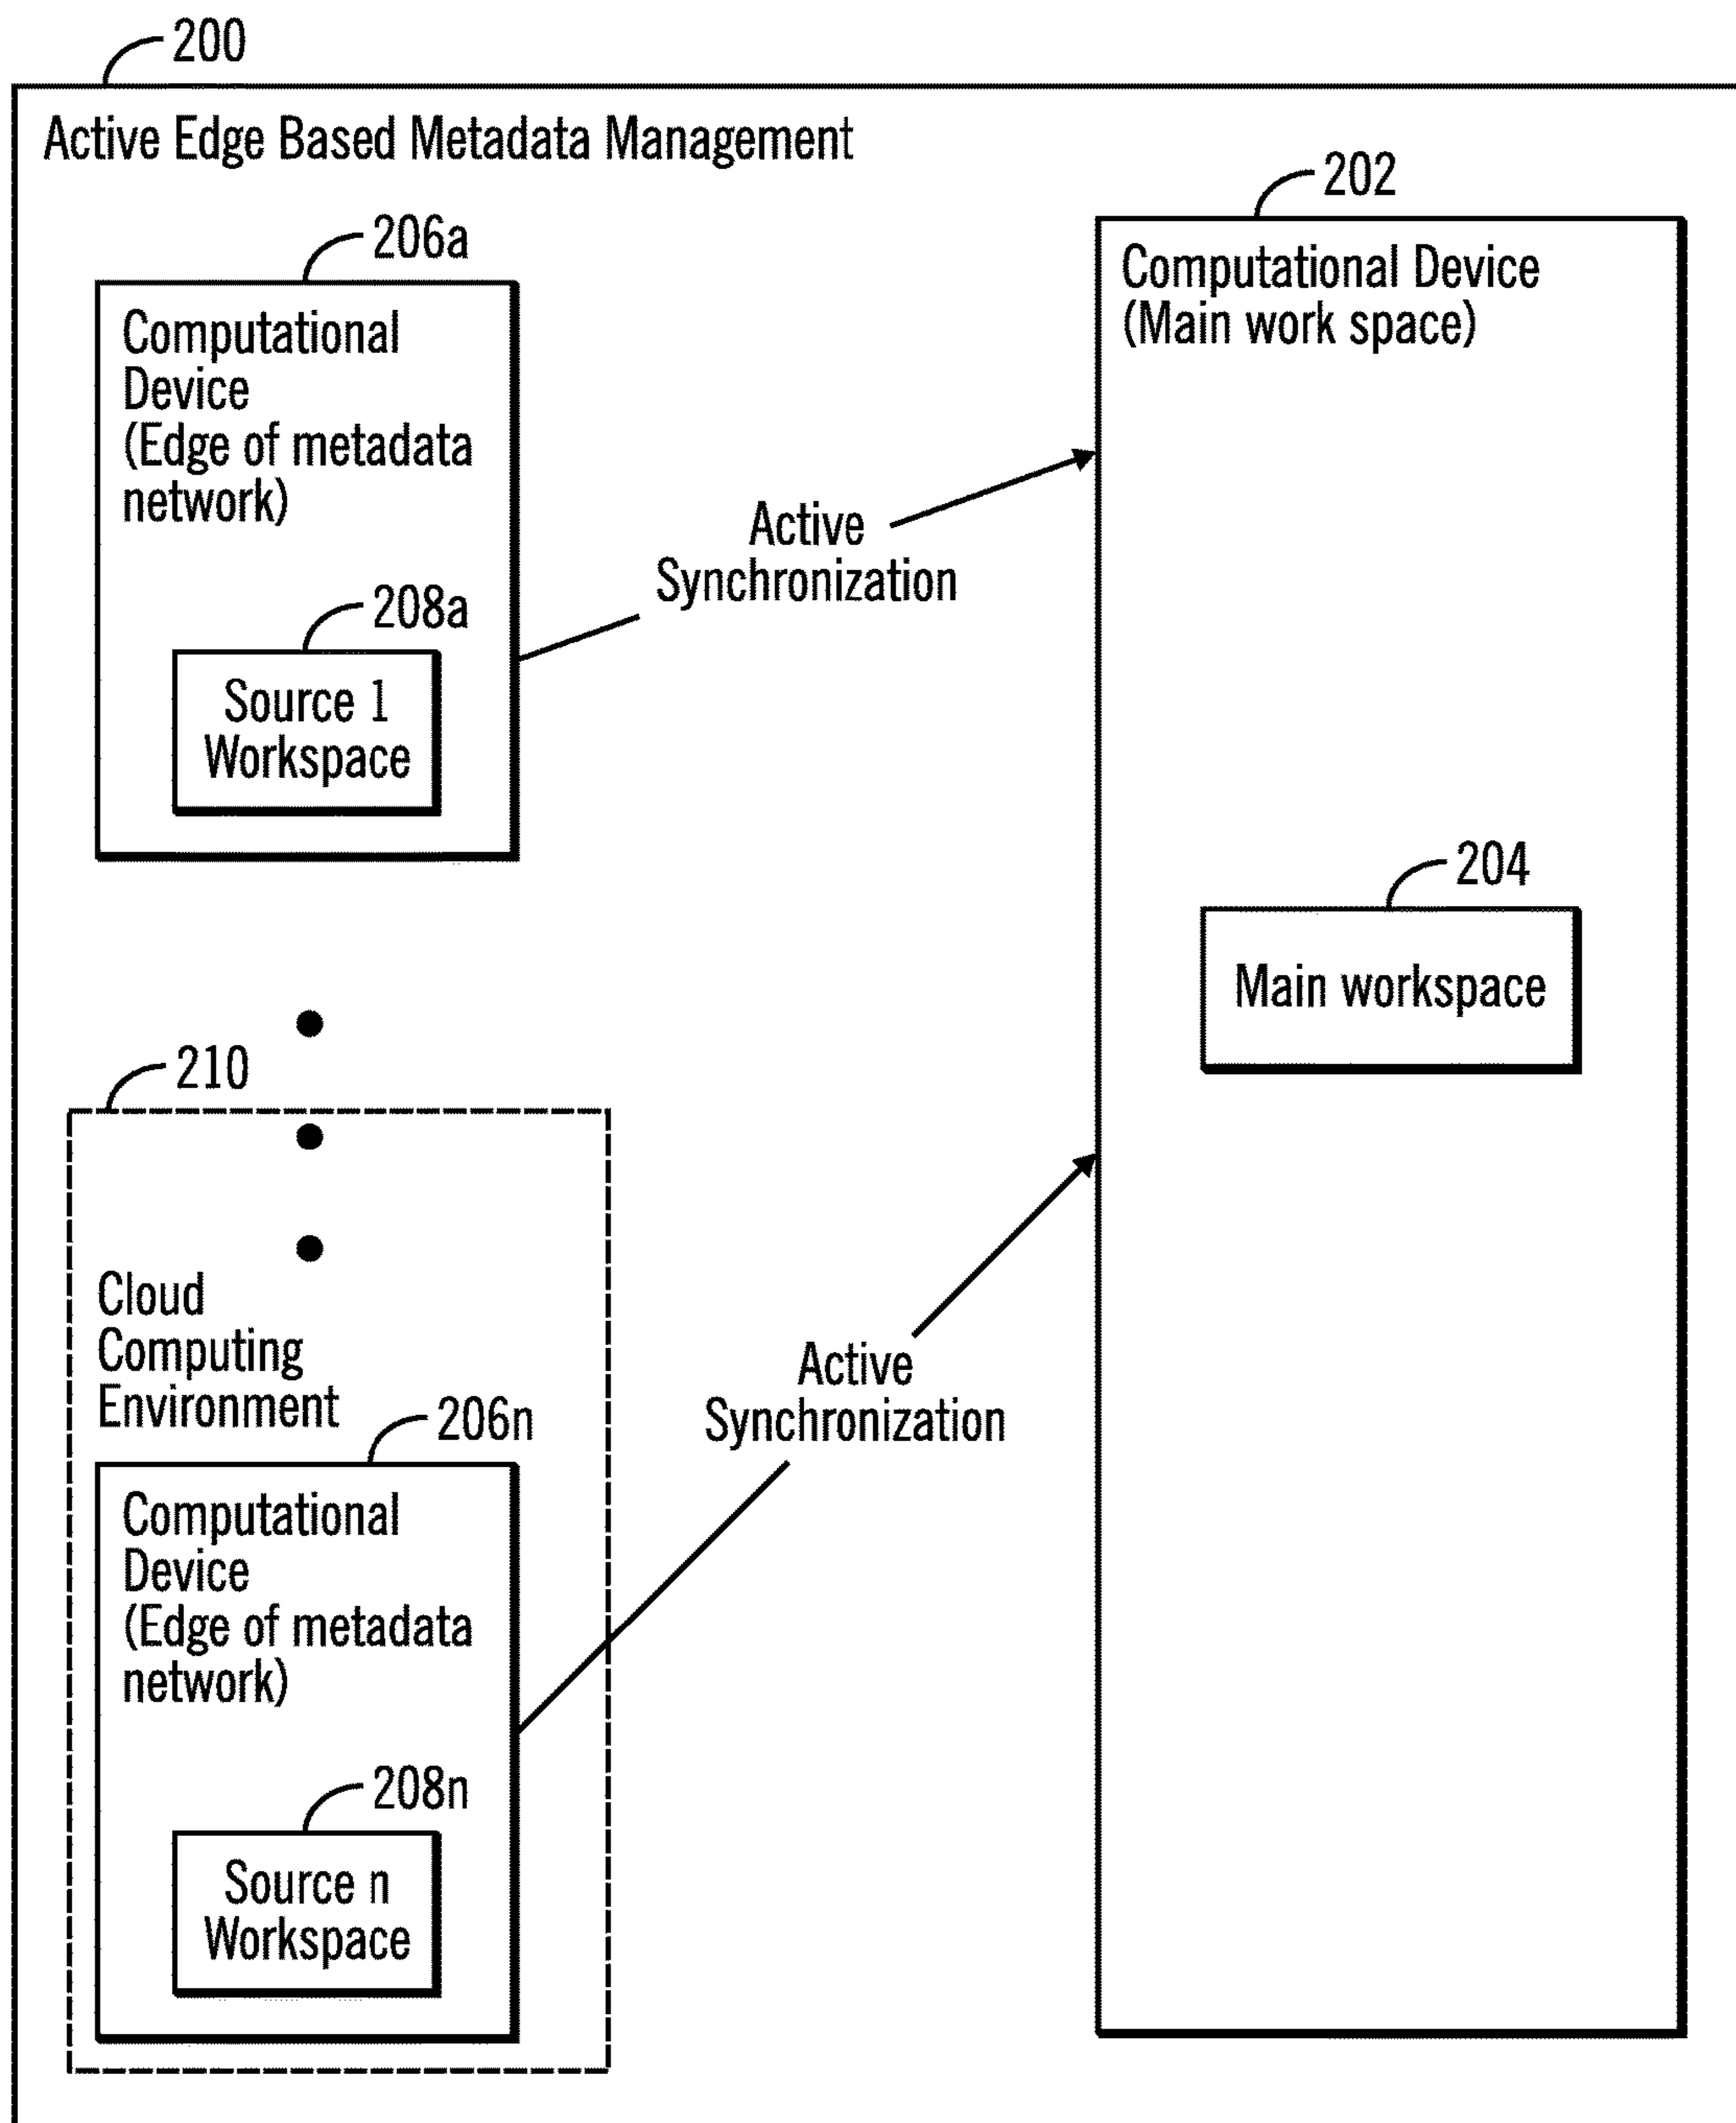 200
Active Edge Based Metadata Management
202
Computational Device
(Main work space)
206a
Computational
Device
(Edge of metadata
network)
208a
Source 1
Workspace
Active
Synchronization
204
Main workspace
210
Cloud
Computing
Environment
206n
Computational
Device
(Edge of metadata
network)
208n
Source n
Workspace
Active
Synchronization